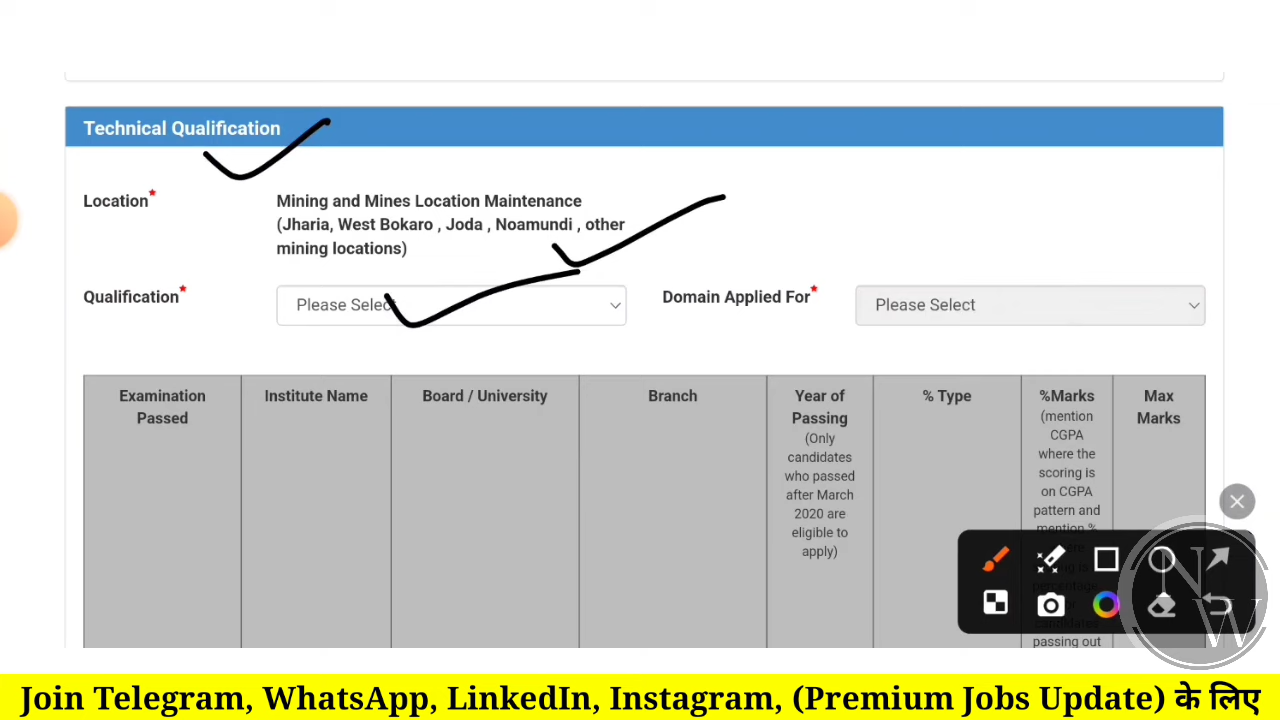 Technical Qualification
Location*
Mining and Mines Location Maintenance
(Jharia, West Bokaro , Joda , Noamundi , other
mining locations)
Qualification*
Please Select
Domain Applied For*
Please Select
Examination
Passed
Institute Name
Board / University
Branch
Year of
Passing
(Only
candidates
who passed
after March
2020 are
eligible to
apply)
% Type
%Marks
(mention
CGPA
where the
scoring is
on CGPA
pattern and
mention %
passing out
Max
Marks
N
W
Join Telegram, WhatsApp, LinkedIn, Instagram, (Premium Jobs Update) के लिए